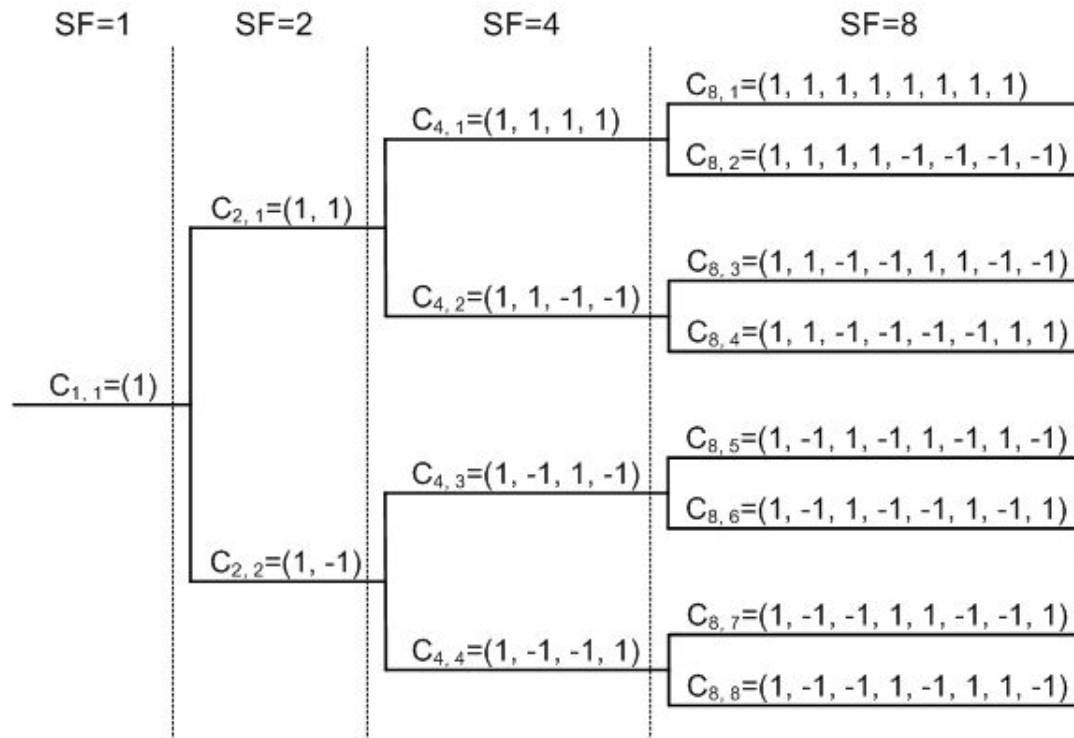 SF=1 SF=2 SF=4 SF=8
C8, 1=(1, 1, 1, 1, 1, 1, 1, 1)
C4, 1=(1, 1, 1, 1)
C8, 2=(1, 1, 1, 1, -1, -1, -1, -1)
C2, 1=(1, 1)
C8, 3=(1, 1, -1, -1, 1, 1, -1, -1)
C4, 2=(1, 1, -1, -1)
C8, 4=(1, 1, -1, -1, -1, -1, 1, 1)
C1, 1=(1)
C8, 5=(1, -1, 1, -1, 1, -1, 1, -1)
C4, 3=(1, -1, 1, -1)
C8, 6=(1, -1, 1, -1, -1, 1, -1, 1)
C2, 2=(1, -1)
C8, 7=(1, -1, -1, 1, 1, -1, -1, 1)
C4, 4=(1, -1, -1, 1)
C8, 8=(1, -1, -1, 1, -1, 1, 1, -1)